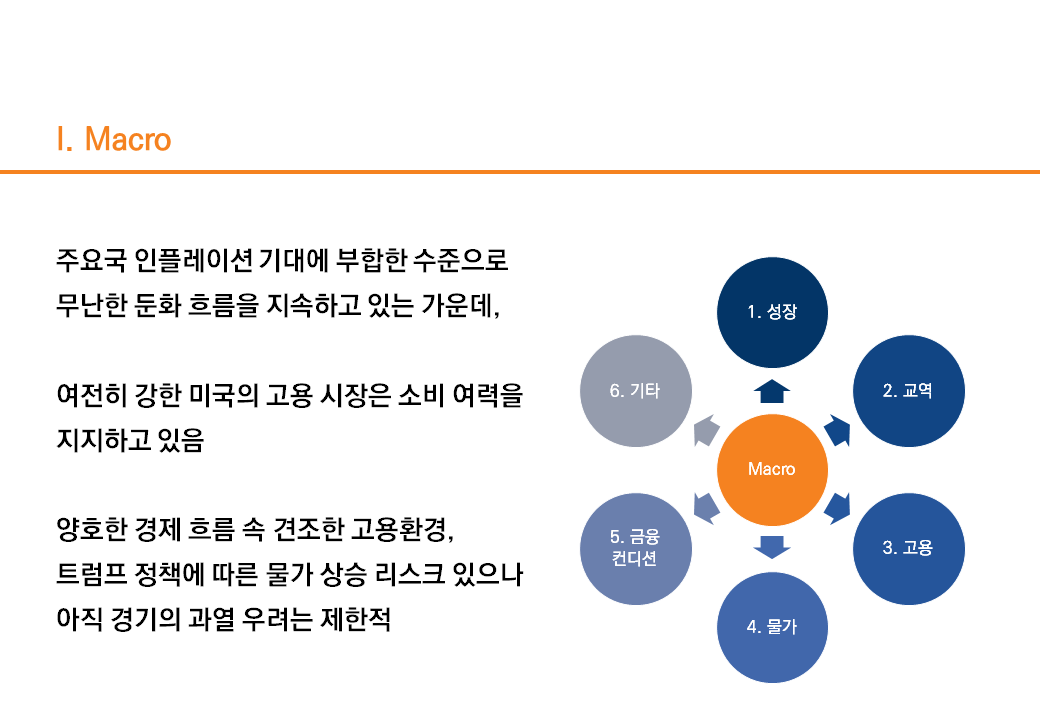 I. Macro
주요국 인플레이션 기대에 부합한 수준으로
무난한 둔화 흐름을 지속하고 있는 가운데,
여전히 강한 미국의 고용 시장은 소비 여력을
지지하고 있음
양호한 경제 흐름 속 견조한 고용환경,
트럼프 정책에 따른 물가 상승 리스크 있으나
아직 경기의 과열 우려는 제한적
1. 성장
2. 교역
3. 고용
4. 물가
5. 금융
컨디션
6. 기타
Macro